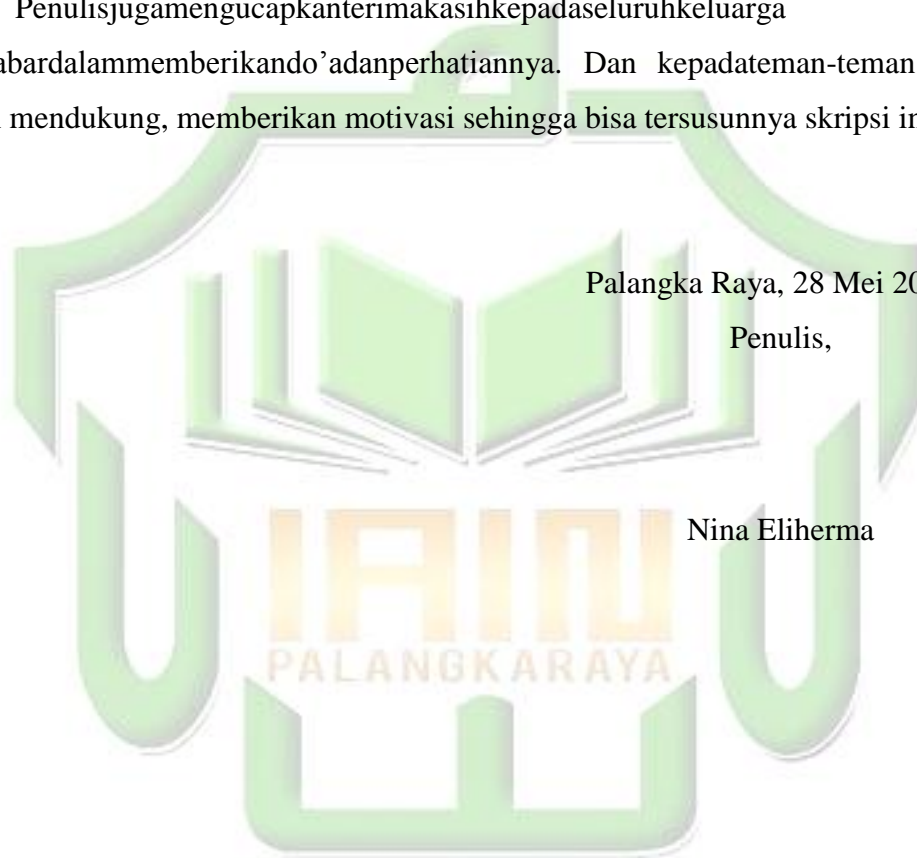 Penulisjugamengucapkanterimakasihkepadaseluruhkeluarga
abardalammemberikando’adanperhatiannya. Dan kepadateman-teman
mendukung, memberikan motivasi sehingga bisa tersusunnya skripsi
Palangka Raya, 28 Mei 20
Penulis,
Nina Eliherma
IAIN
PALANGKARAYA